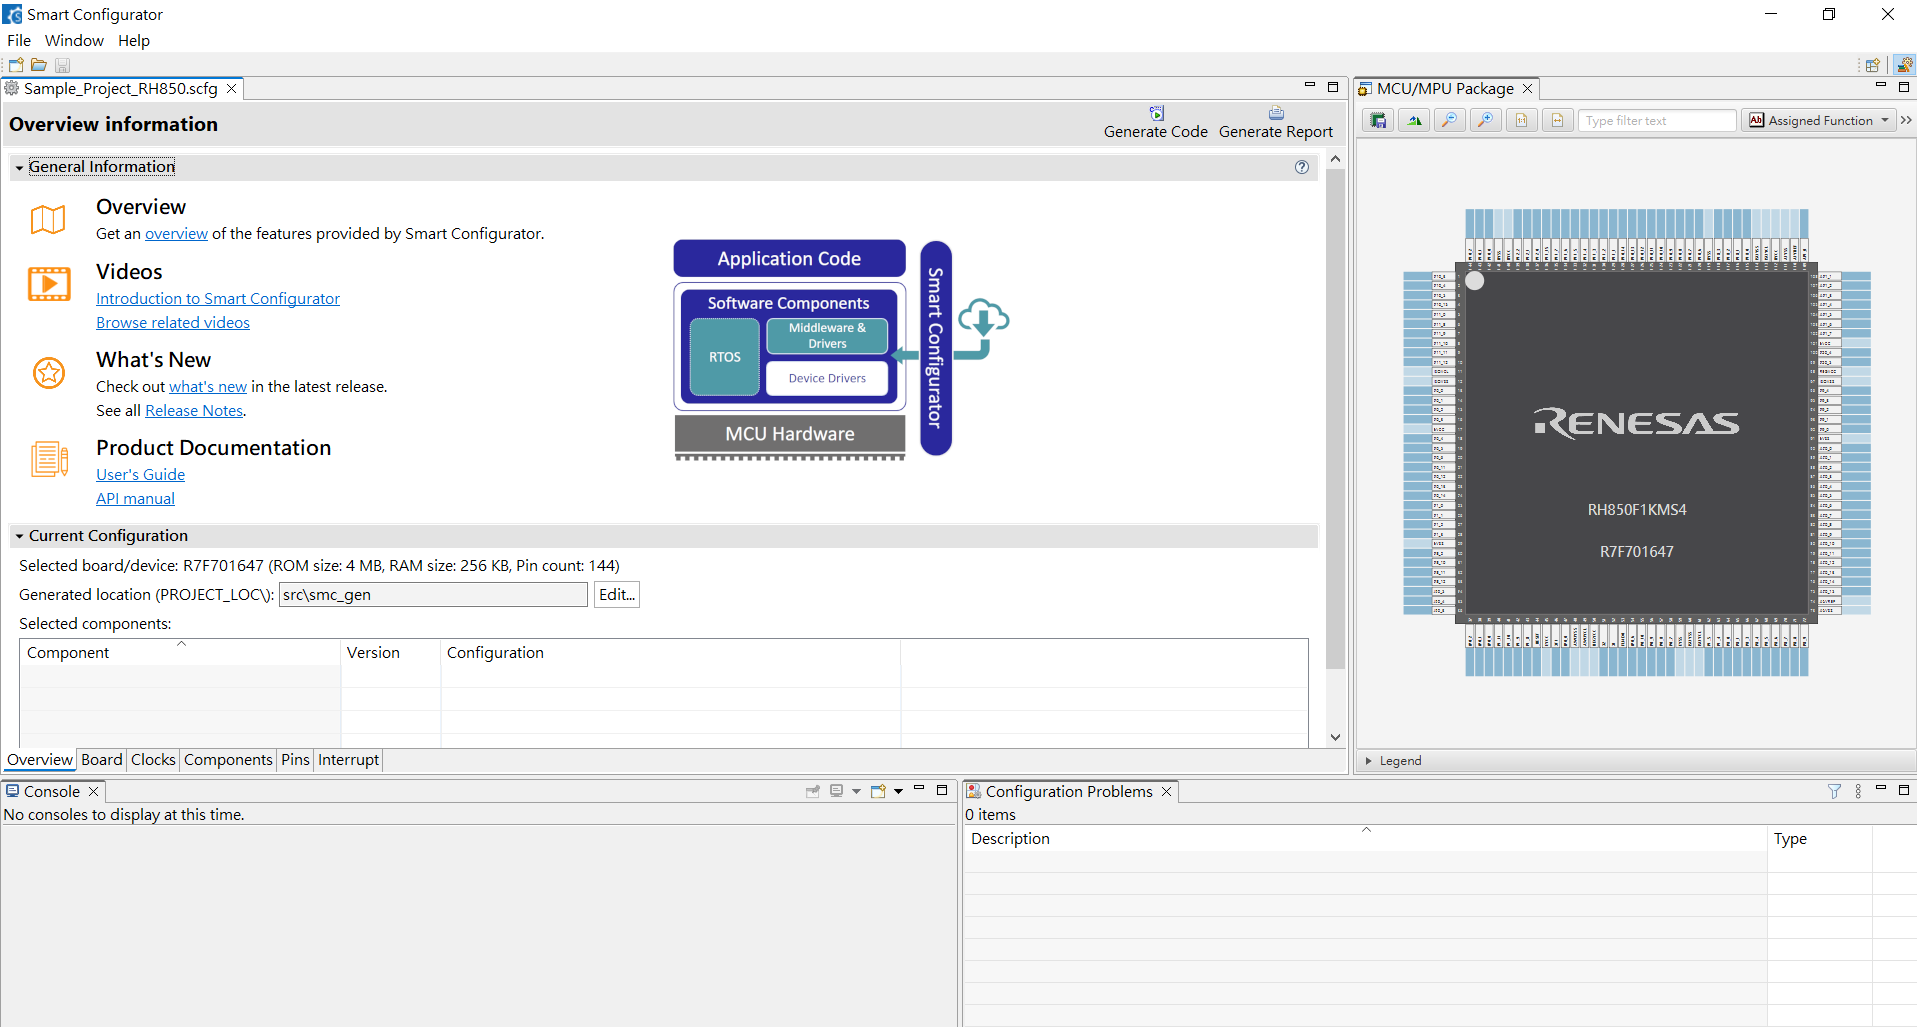 Smart Configurator
File Window Help
Sample_Project_RH850.scfg
Overview information
Generate Code
Generate Report
General Information
Overview
Get an overview of the features provided by Smart Configurator.
Videos
Introduction to Smart Configurator
Browse related videos
What's New
Check out what's new in the latest release.
See all Release Notes.
Product Documentation
User's Guide
API manual
Application Code
Software Components
RTOS
Middleware &
Drivers
Device Drivers
MCU Hardware
Smart Configurator
Current Configuration
Selected board/device: R7F701647 (ROM size: 4 MB, RAM size: 256 KB, Pin count: 144)
Generated location (PROJECT_LOC\): src\smc_gen Edit...
Selected components:
Component Version Configuration
Overview Board Clocks Components Pins Interrupt
MCU/MPU Package
Type filter text
Assigned Function
RENESAS
RH850F1KMS4
R7F701647
Legend
Console
No consoles to display at this time.
Configuration Problems
0 items
Description Type